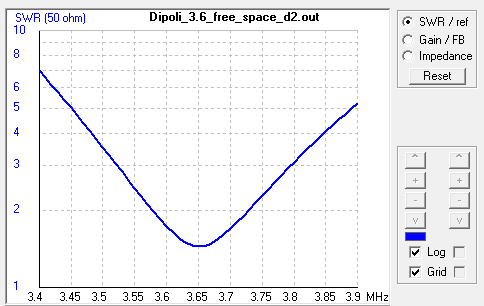 Dipoli_3.6_free_space_d2.out
SWR (50 ohm)
10
8
6
5
4
3
2
1
3.4 3.45 3.5 3.55 3.6 3.65 3.7 3.75 3.8 3.85 3.9 MHz
SWR / ref
Gain / FB
Impedance
Reset
^ ^
+ +
- -
v v
Log
Grid